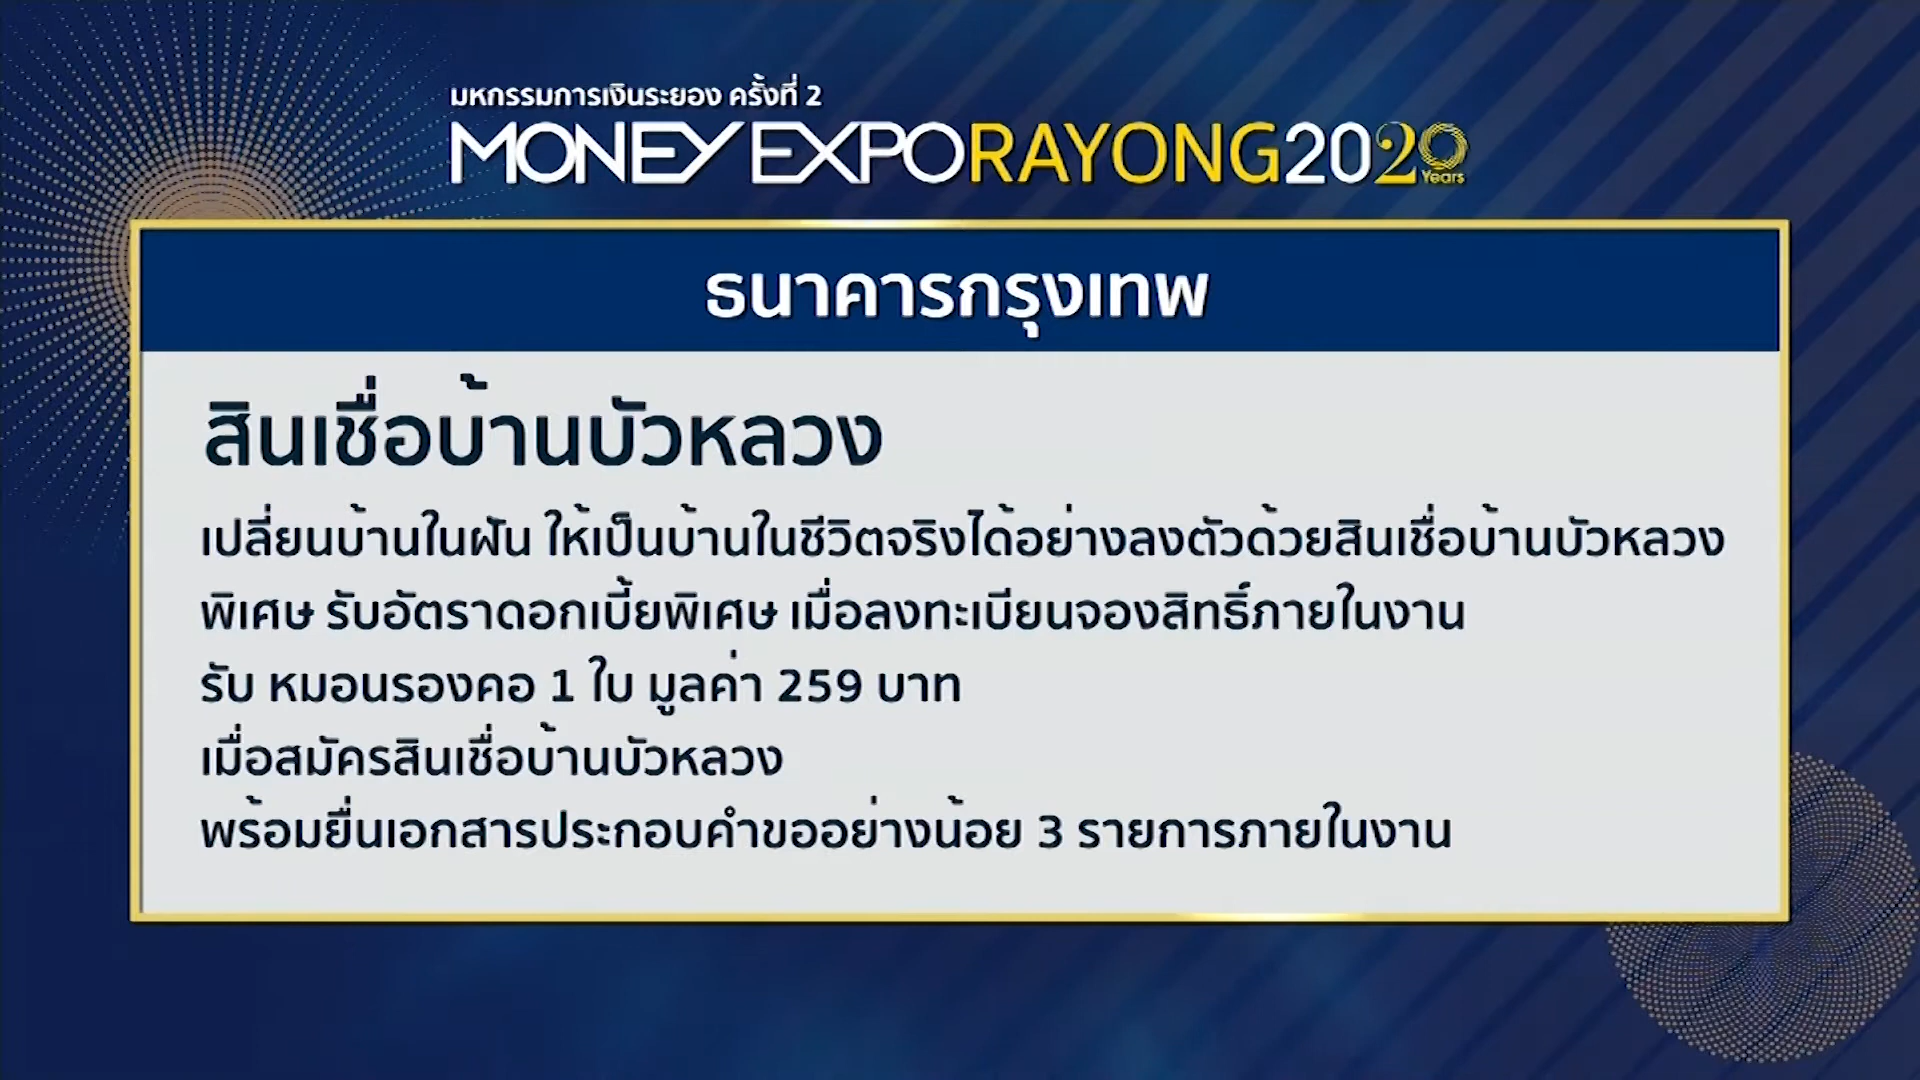 มหกรรมการเงินระยอง ครั้งที่ 2
MONEY EXPO RAYONG 2020
Years
ธนาคารกรุงเทพ
สินเชื่อบ้านบัวหลวง
เปลี่ยนบ้านในฝัน ให้เป็นบ้านในชีวิตจริงได้อย่างลงตัวด้วยสินเชื่อบ้านบัวหลวง
พิเศษ รับอัตราดอกเบี้ยพิเศษ เมื่อลงทะเบียนจองสิทธิ์ภายในงาน
รับ หมอนรองคอ 1 ใบ มูลค่า 259 บาท
เมื่อสมัครสินเชื่อบ้านบัวหลวง
พร้อมยื่นเอกสารประกอบคำขออย่างน้อย 3 รายการภายในงาน